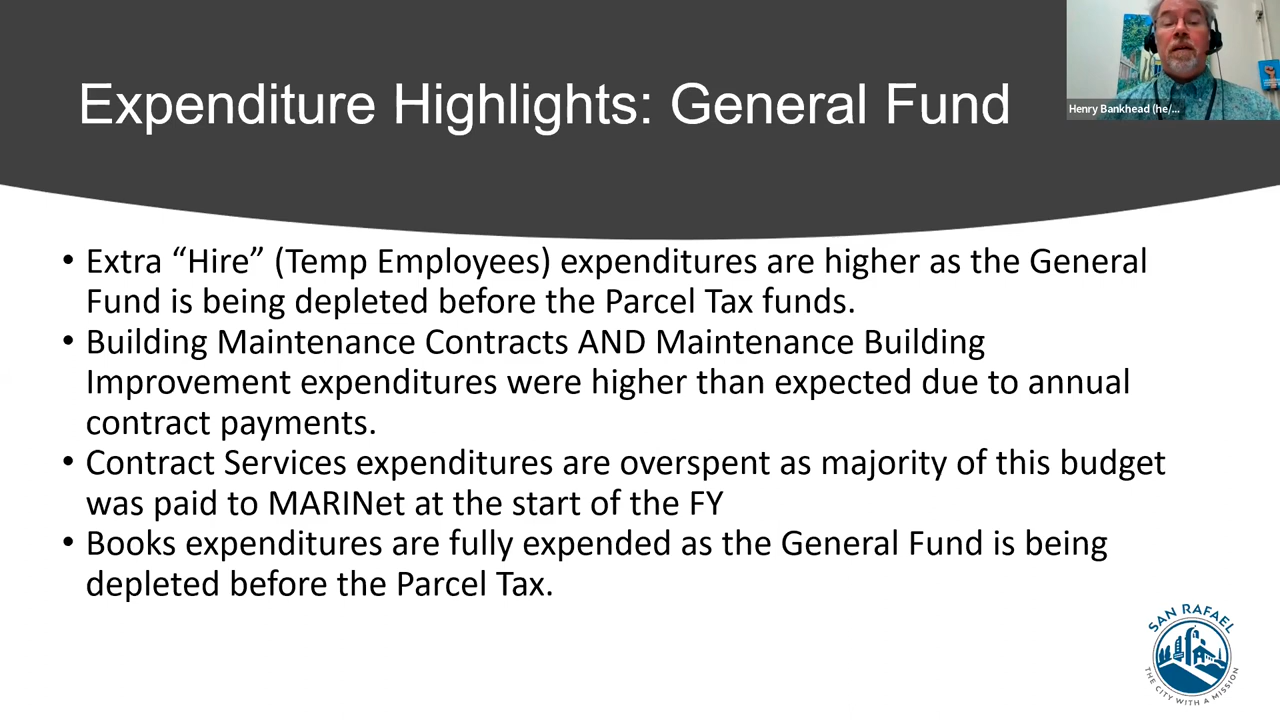 Expenditure Highlights: General Fund
Henry Bankhead (he/...
• Extra “Hire” (Temp Employees) expenditures are higher as the General
Fund is being depleted before the Parcel Tax funds.
• Building Maintenance Contracts AND Maintenance Building
Improvement expenditures were higher than expected due to annual
contract payments.
• Contract Services expenditures are overspent as majority of this budget
was paid to MARINet at the start of the FY
• Books expenditures are fully expended as the General Fund is being
depleted before the Parcel Tax.
SAN RAFAEL
THE CITY WITH A MISSION